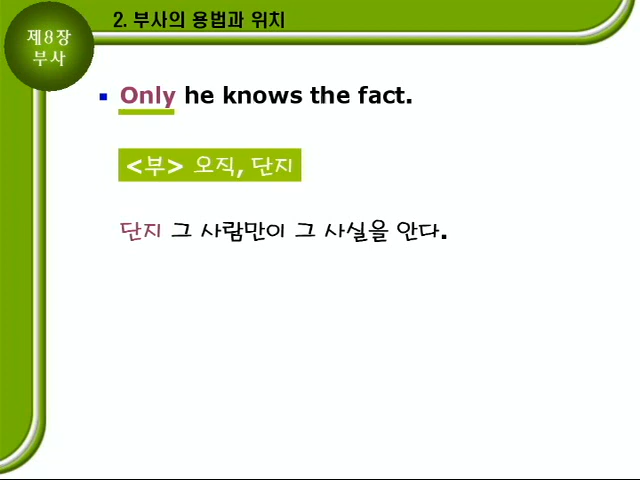 제8장
부사
2. 부사의 용법과 위치
Only he knows the fact.
<부> 오직, 단지
단지 그 사람만이 그 사실을 안다.